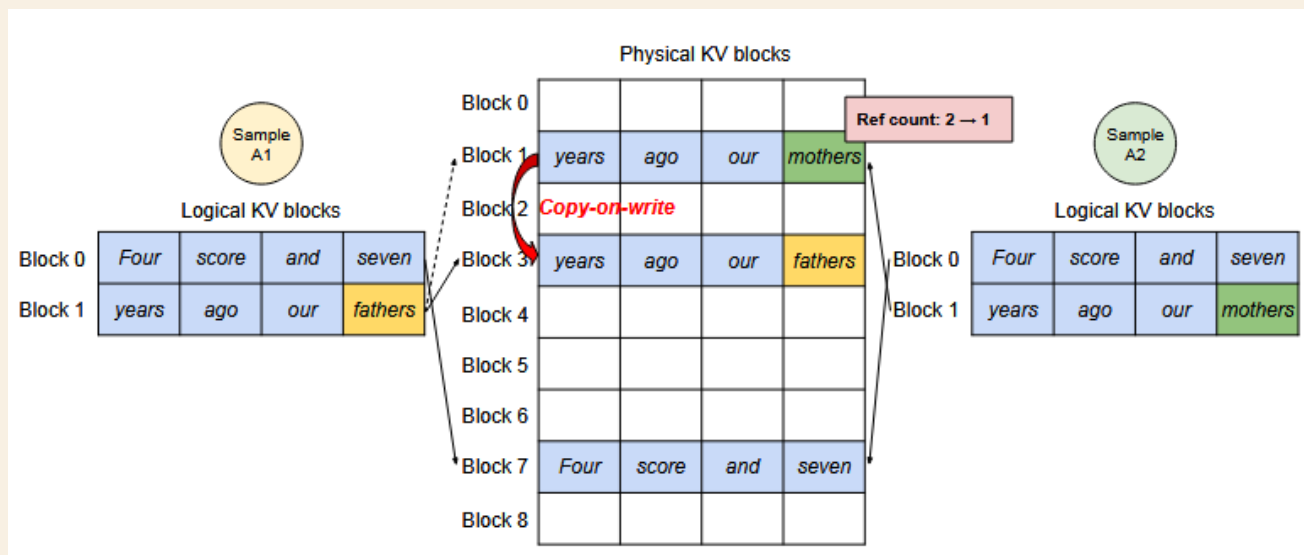 Physical KV blocks
Block 0
Ref count: 2 → 1
Sample
A1
Sample
A2
Block 1 years ago our mothers
Logical KV blocks
Block 2 Copy-on-write
Logical KV blocks
Block 0 Four score and seven
Block 3 years ago our fathers
Block 0 Four score and seven
Block 1 years ago our fathers
Block 4
Block 1 years ago our mothers
Block 5
Block 6
Block 7 Four score and seven
Block 8